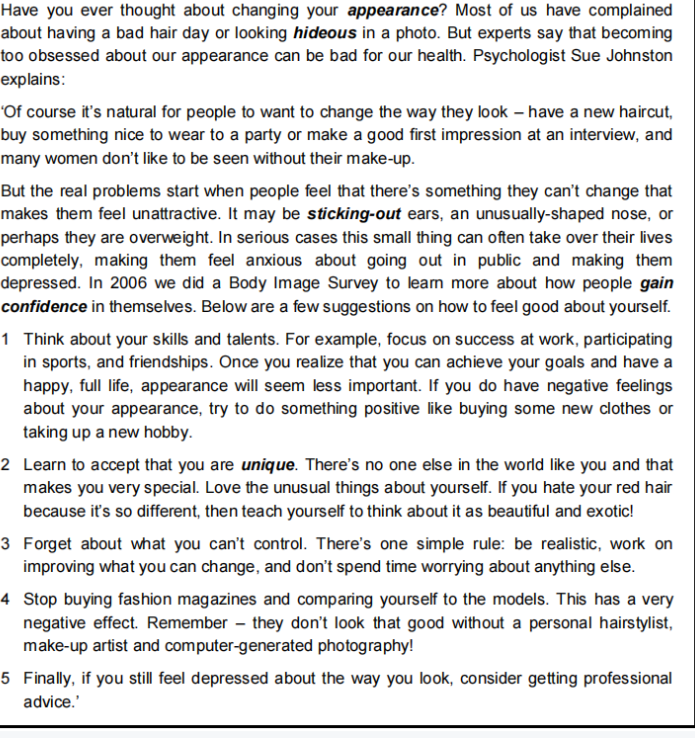 Have you ever thought about changing your appearance? Most of us have complained
about having a bad hair day or looking hideous in a photo. But experts say that becoming
too obsessed about our appearance can be bad for our health. Psychologist Sue Johnston
explains:
‘Of course it's natural for people to want to change the way they look – have a new haircut,
buy something nice to wear to a party or make a good first impression at an interview, and
many women don't like to be seen without their make-up.
But the real problems start when people feel that there's something they can't change that
makes them feel unattractive. It may be sticking-out ears, an unusually-shaped nose, or
perhaps they are overweight. In serious cases this small thing can often take over their lives
completely, making them feel anxious about going out in public and making them
depressed. In 2006 we did a Body Image Survey to learn more about how people gain
confidence in themselves. Below are a few suggestions on how to feel good about yourself.
1 Think about your skills and talents. For example, focus on success at work, participating
in sports, and friendships. Once you realize that you can achieve your goals and have a
happy, full life, appearance will seem less important. If you do have negative feelings
about your appearance, try to do something positive like buying some new clothes or
taking up a new hobby.
2 Learn to accept that you are unique. There's no one else in the world like you and that
makes you very special. Love the unusual things about yourself. If you hate your red hair
because it's so different, then teach yourself to think about it as beautiful and exotic!
3 Forget about what you can't control. There's one simple rule: be realistic, work on
improving what you can change, and don't spend time worrying about anything else.
4 Stop buying fashion magazines and comparing yourself to the models. This has a very
negative effect. Remember – they don't look that good without a personal hairstylist,
make-up artist and computer-generated photography!
5 Finally, if you still feel depressed about the way you look, consider getting professional
advice.'